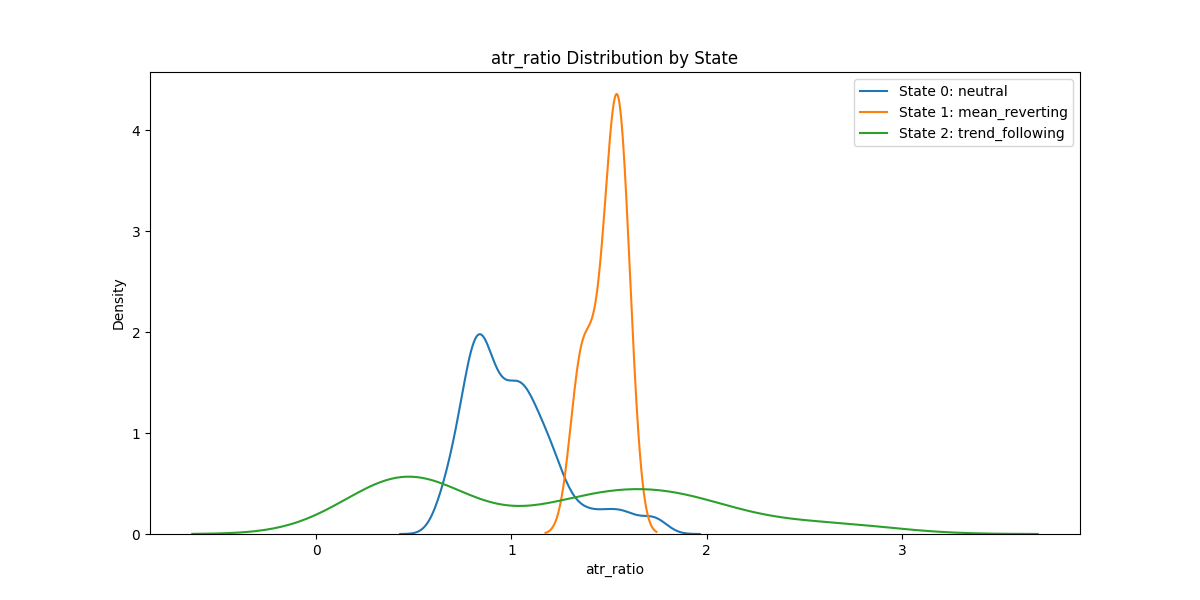 atr_ratio Distribution by State
State 0: neutral
State 1: mean_reverting
State 2: trend_following
Density
4
3
2
1
0
0
1
2
3
atr_ratio